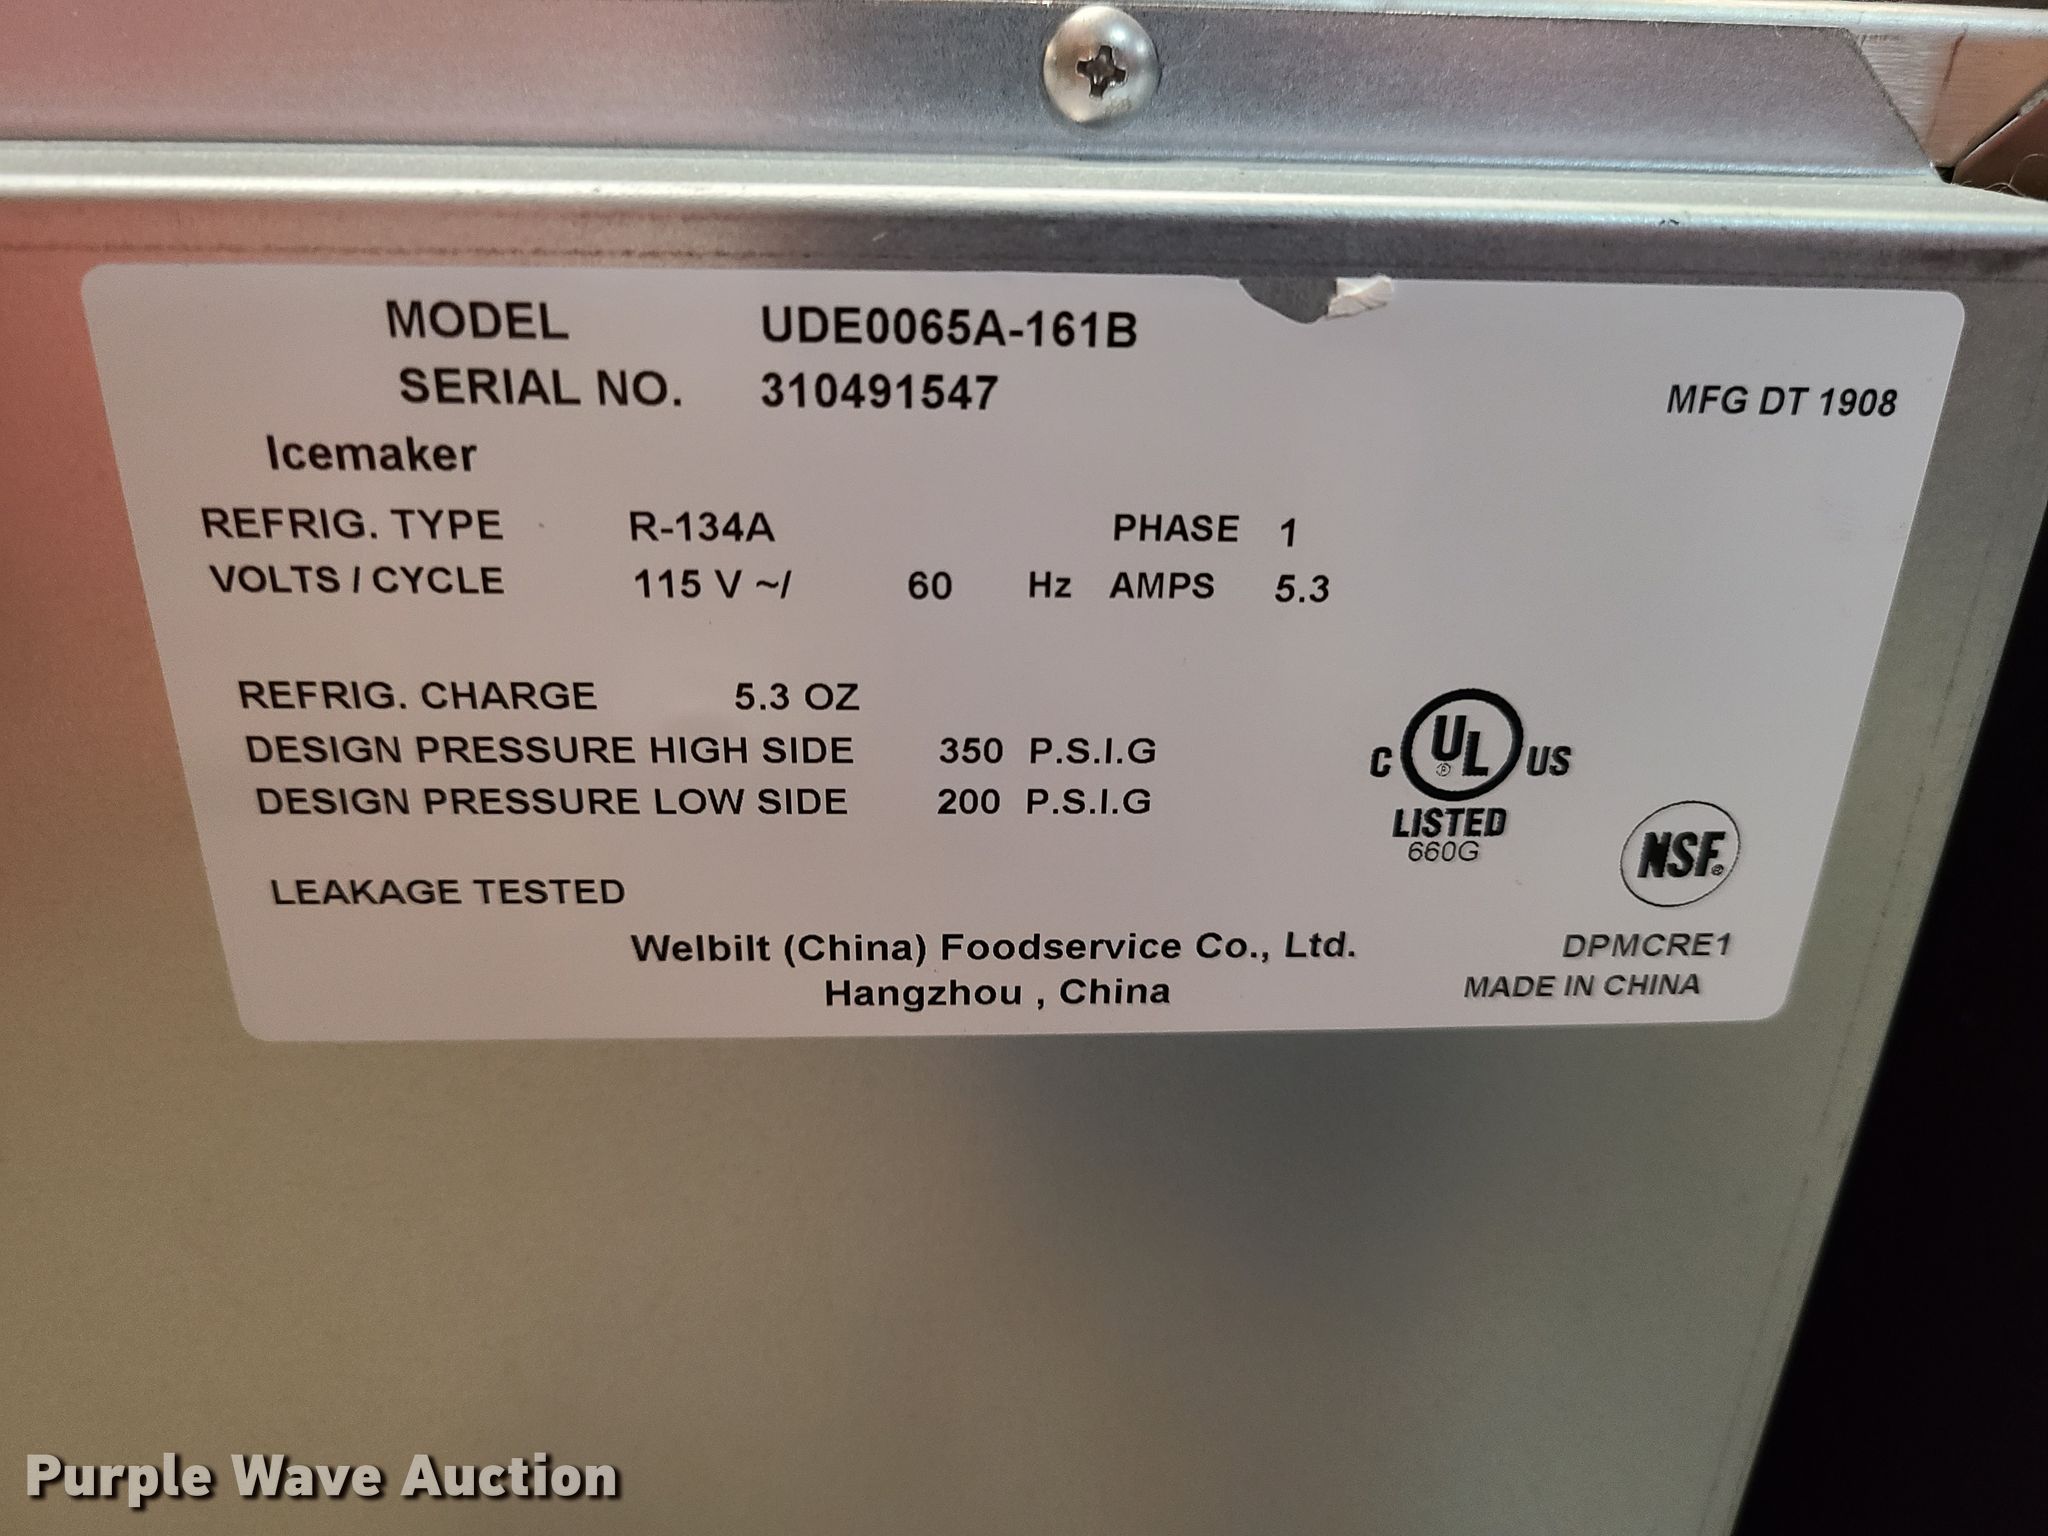 MODEL UDE0065A-161B
SERIAL NO. 310491547 MFG DT 1908
Icemaker
REFRIG. TYPE R-134A PHASE 1
VOLTS / CYCLE 115 V ~/ 60 Hz AMPS 5.3
REFRIG. CHARGE 5.3 OZ
DESIGN PRESSURE HIGH SIDE 350 P.S.I.G
DESIGN PRESSURE LOW SIDE 200 P.S.I.G
C UL ® US
LISTED
660G
NSF®
LEAKAGE TESTED
Welbilt (China) Foodservice Co., Ltd. DPMCRE1
Hangzhou , China MADE IN CHINA
Purple Wave Auction